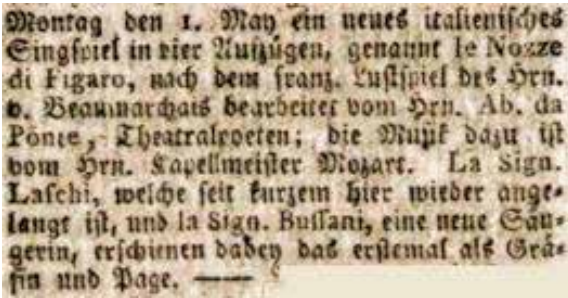 Montag den 1. May ein neues italienisches
Singspiel in vier Aufzügen, genannt le Nozze
di Figaro, nach dem franz. Lustspiel des Hrn.
v. Beaumarchais bearbeitet vom Hrn. Ab. da
Ponte, Theatralpoeten; die Musik dazu ist
vom Hrn. Kapellmeister Mozart. La Sign.
Laschi, welche seit kurzem hier wieder ange-
langt ist, und la Sign. Bussani, eine neue Sän-
gerin, erschienen dabey das erstemal als Grä-
fin und Page. ——